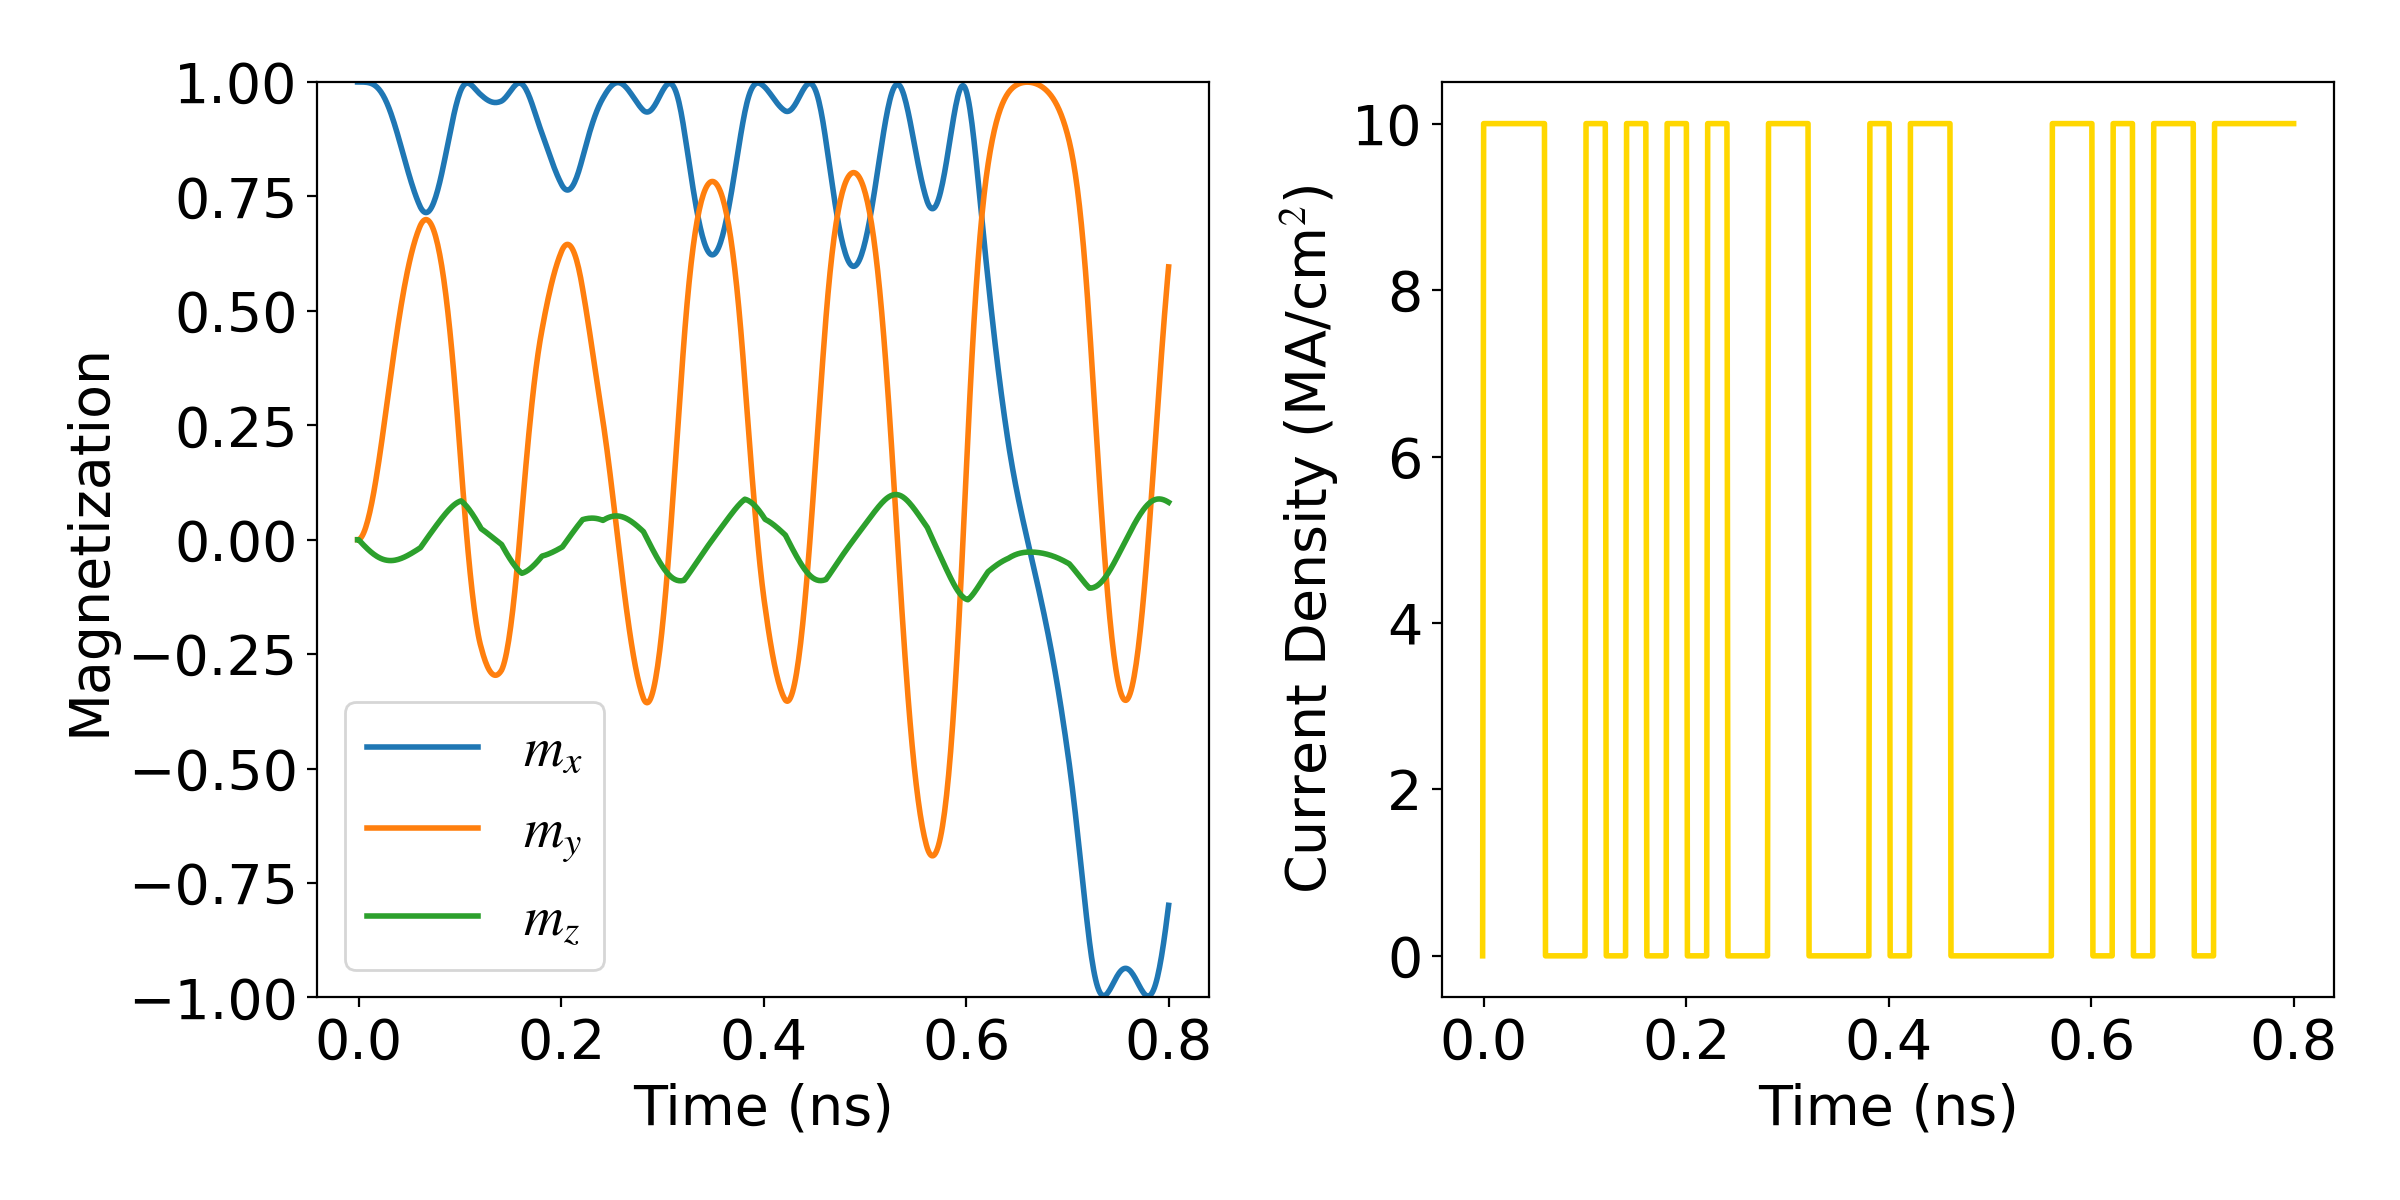 1.00
0.75
0.50
0.25
0.00
−0.25
−0.50
−0.75
−1.00
Magnetization
m_x
m_y
m_z
0.0 0.2 0.4 0.6 0.8
Time (ns)
10
8
6
4
2
0
Current Density (MA/cm²)
0.0 0.2 0.4 0.6 0.8
Time (ns)